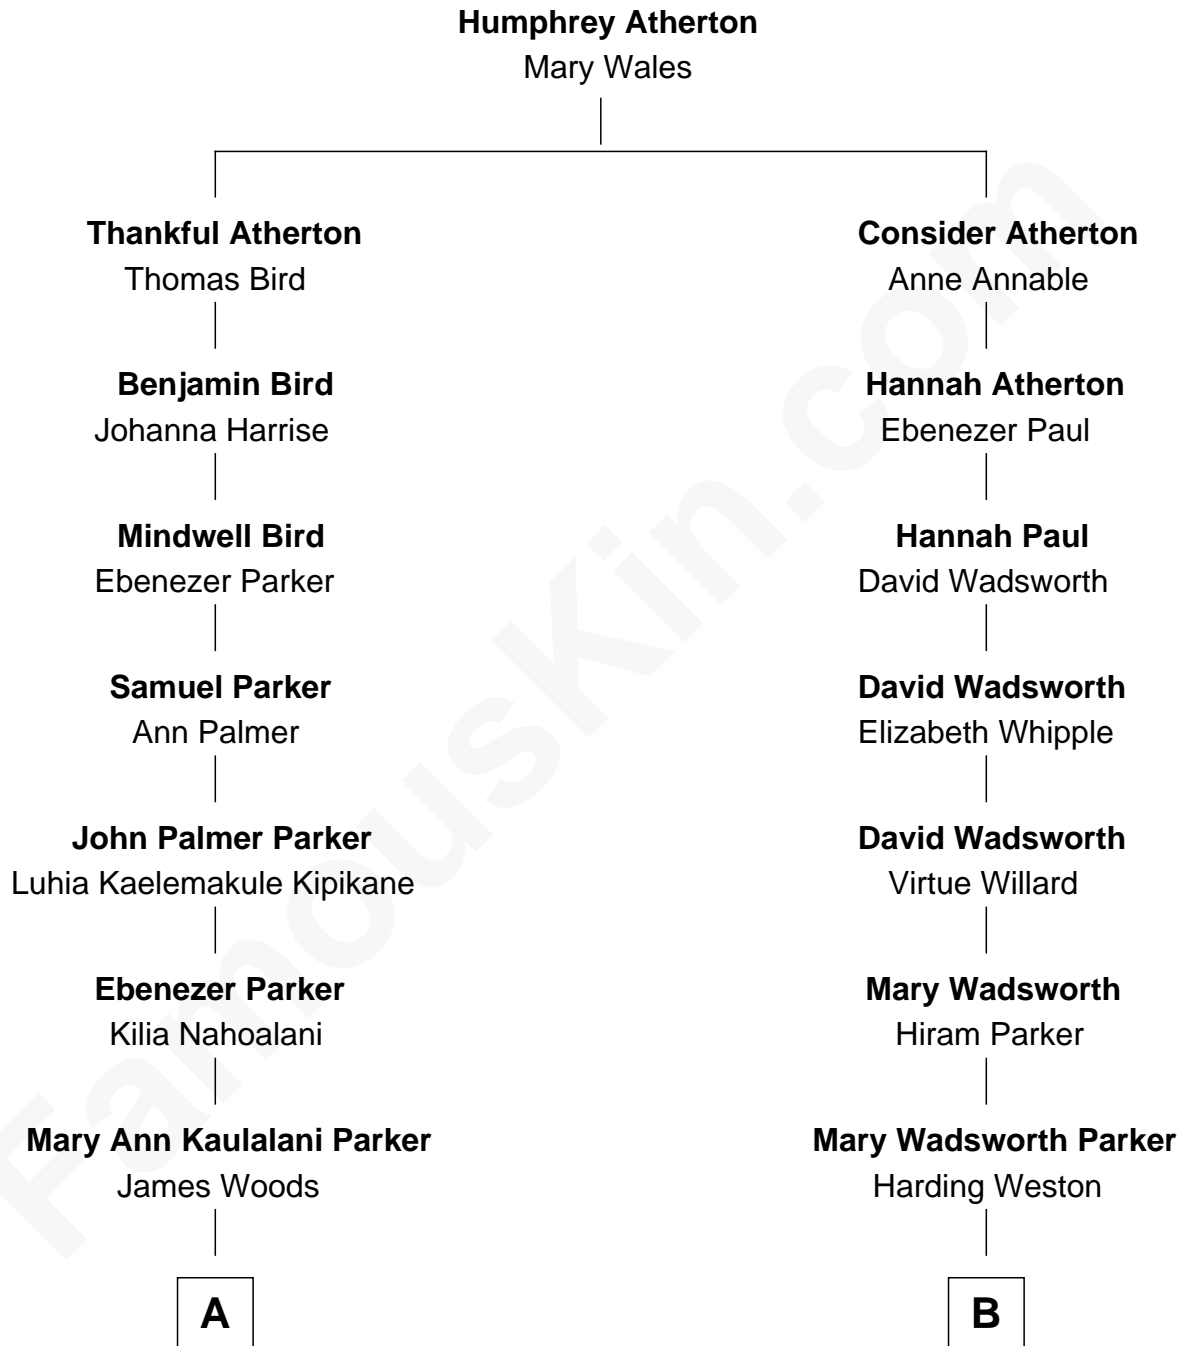 Humphrey Atherton
Mary Wales
Thankful Atherton
Thomas Bird
Consider Atherton
Anne Annable
Benjamin Bird
Johanna Harrise
Hannah Atherton
Ebenezer Paul
Mindwell Bird
Ebenezer Parker
Hannah Paul
David Wadsworth
Samuel Parker
Ann Palmer
David Wadsworth
Elizabeth Whipple
John Palmer Parker
Luhia Kaelemakule Kipikane
David Wadsworth
Virtue Willard
Ebenezer Parker
Kilia Nahoalani
Mary Wadsworth
Hiram Parker
Mary Ann Kaulalani Parker
James Woods
Mary Wadsworth Parker
Harding Weston
A
B
FamousKin.com